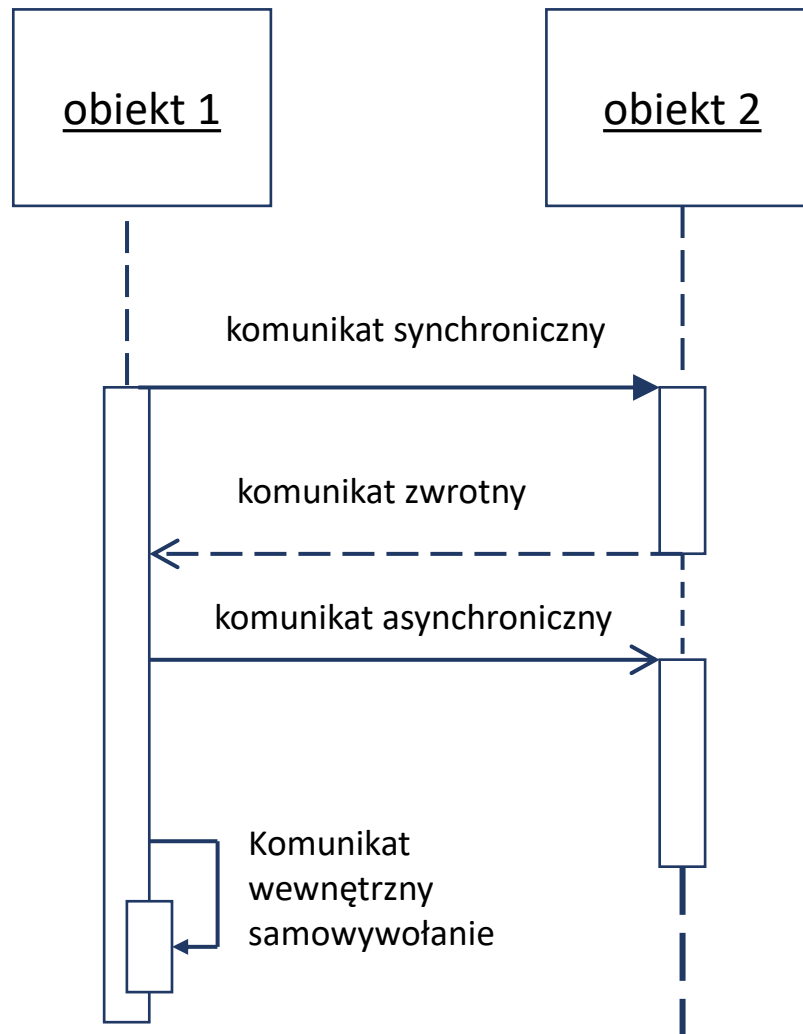 obiekt 1
obiekt 2
komunikat synchroniczny
komunikat zwrotny
komunikat asynchroniczny
Komunikat
wewnętrzny
samowywołanie